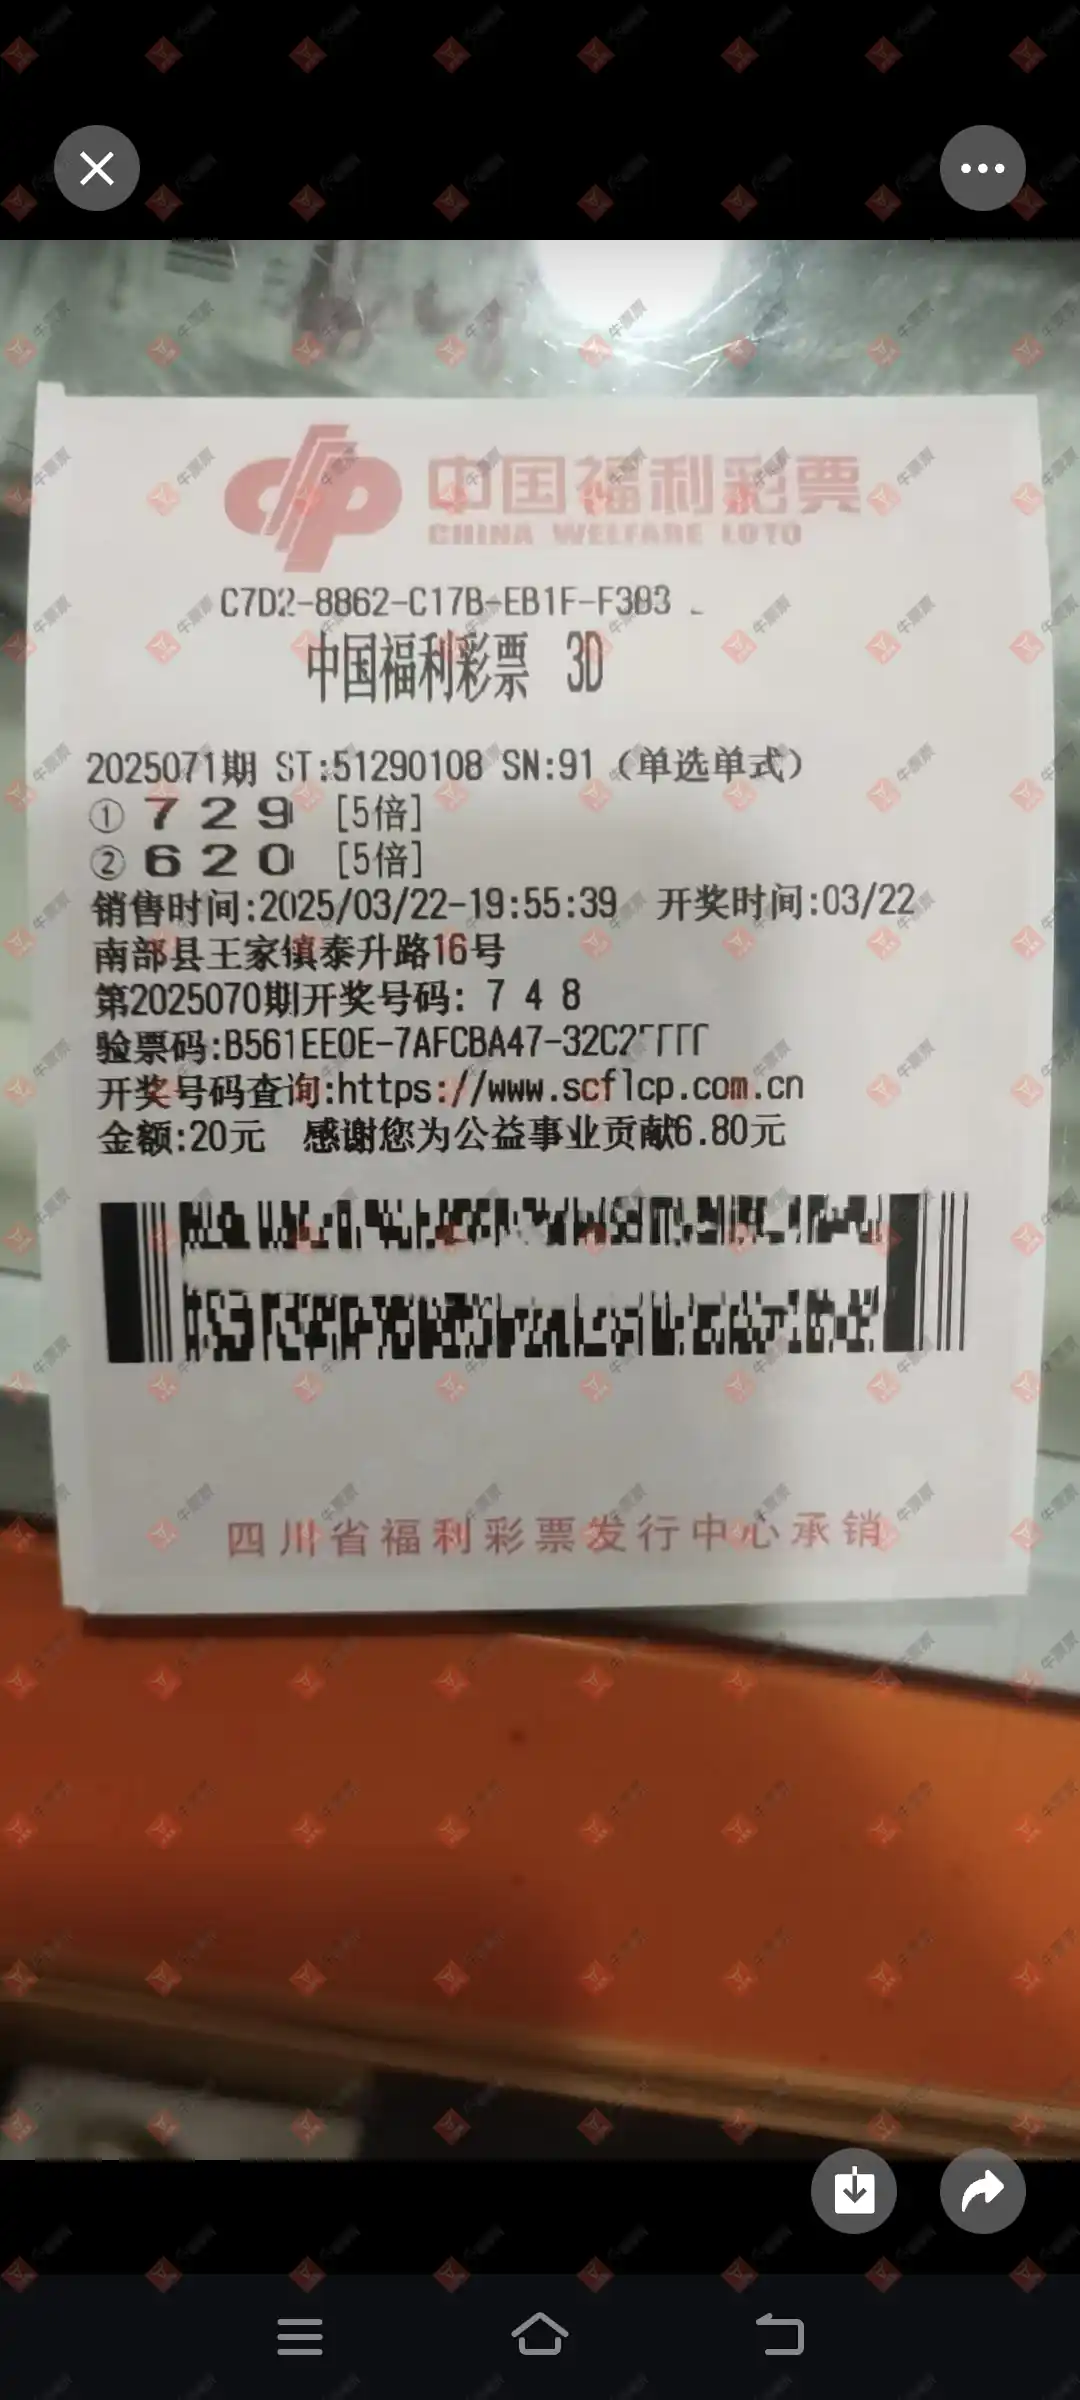 中国福利彩票
CHINA WELFARE LOTO
C7D2-8862-C17B-EB1F-F303
中国福利彩票 3D
2025071期 ST:51290108 SN:91（单选单式）
① 7 2 9 [5倍]
② 6 2 0 [5倍]
销售时间:2025/03/22-19:55:39 开奖时间:03/22
南部县王家镇泰升路16号
第2025070期开奖号码: 7 4 8
验票码:B561EE0E-7AFCBA47-32C2
开奖号码查询:https://www.scflcp.com.cn
金额:20元 感谢您为公益事业贡献6.80元
四川省福利彩票发行中心承销